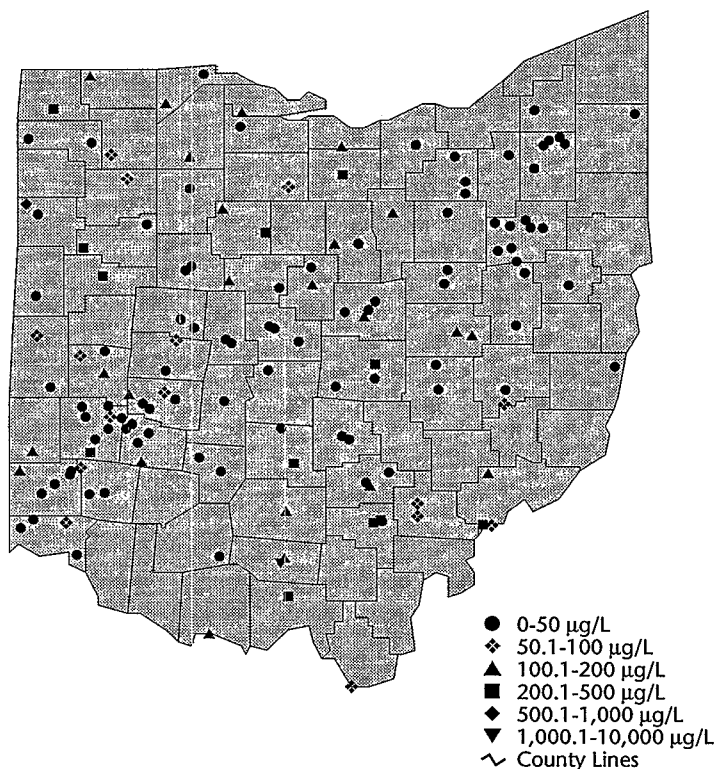 0-50 µg/L
50.1-100 µg/L
100.1-200 µg/L
200.1-500 µg/L
500.1-1,000 µg/L
1,000.1-10,000 µg/L
County Lines